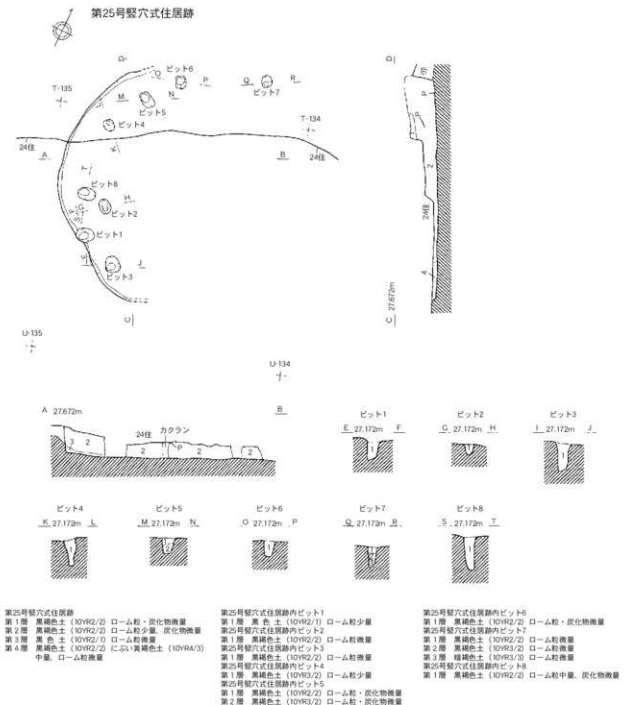 第25号竪穴式住居跡
D
O ピット6 P Q R
ピット7
T-135 M N
ピット5
T-134
ピット4
K
24住 A B 24住
T
ピット8
G H
S
ピット2
ピット1
J
ピット3
C
U-135
U-134
D
P
P
2
24住
4
C 27.672m
A 27.672m B
24住 カクラン
3 2 2 P 2 2
ピット1 ピット2 ピット3
E 27.172m F G 27.172m H I 27.172m J
1 1 1
ピット4 ピット5 ピット6 ピット7 ピット8
K 27.172m L M 27.172m N O 27.172m P Q 27.172m R S 27.172m T
1 1 1 1
第25号竪穴式住居跡
第1層 黒褐色土 (10YR2/2) ローム粒・炭化物微量
第2層 黒褐色土 (10YR2/2) ローム粒少量、炭化物微量
第3層 黒色土 (10YR2/1) ローム粒微量
第4層 黒褐色土 (10YR2/2) にぶい黄褐色土 (10YR4/3)
中量、ローム粒微量
第25号竪穴式住居跡内ピット1
第1層 黒色土 (10YR2/1) ローム粒少量
第25号竪穴式住居跡内ピット2
第1層 黒褐色土 (10YR2/2) ローム粒微量
第25号竪穴式住居跡内ピット3
第1層 黒褐色土 (10YR2/2) ローム粒微量
第25号竪穴式住居跡内ピット4
第1層 黒褐色土 (10YR3/2) ローム粒少量
第25号竪穴式住居跡内ピット5
第1層 黒褐色土 (10YR2/2) ローム粒・炭化物微量
第2層 黒褐色土 (10YR3/2) ローム粒・炭化物微量
第25号竪穴式住居跡内ピット6
第1層 黒褐色土 (10YR2/2) ローム粒・炭化物微量
第25号竪穴式住居跡内ピット7
第1層 黒褐色土 (10YR2/2) ローム粒微量
第2層 黒褐色土 (10YR3/2) ローム粒微量
第3層 暗褐色土 (10YR3/3) ローム粒微量
第25号竪穴式住居跡内ピット8
第1層 黒褐色土 (10YR2/2) ローム粒中量、炭化物微量